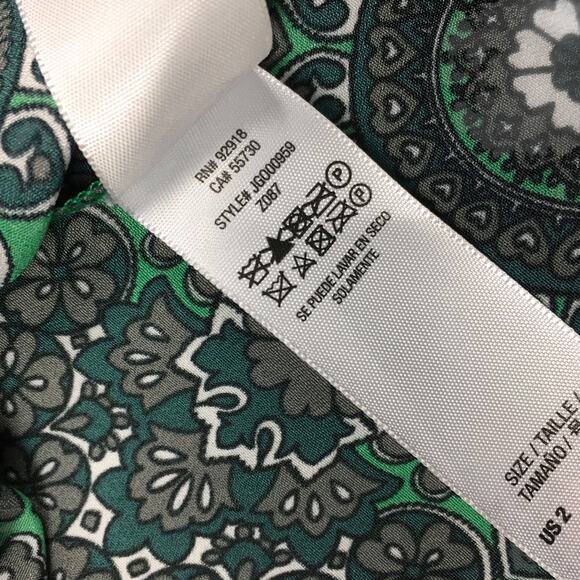 RN# 92918
CA# 55730
STYLE# JG000959
Z087
P
P
SE PUEDE LAVAR EN SECO
SOLAMENTE
SIZE / TAILLE /
TAMAÑO /
US 2